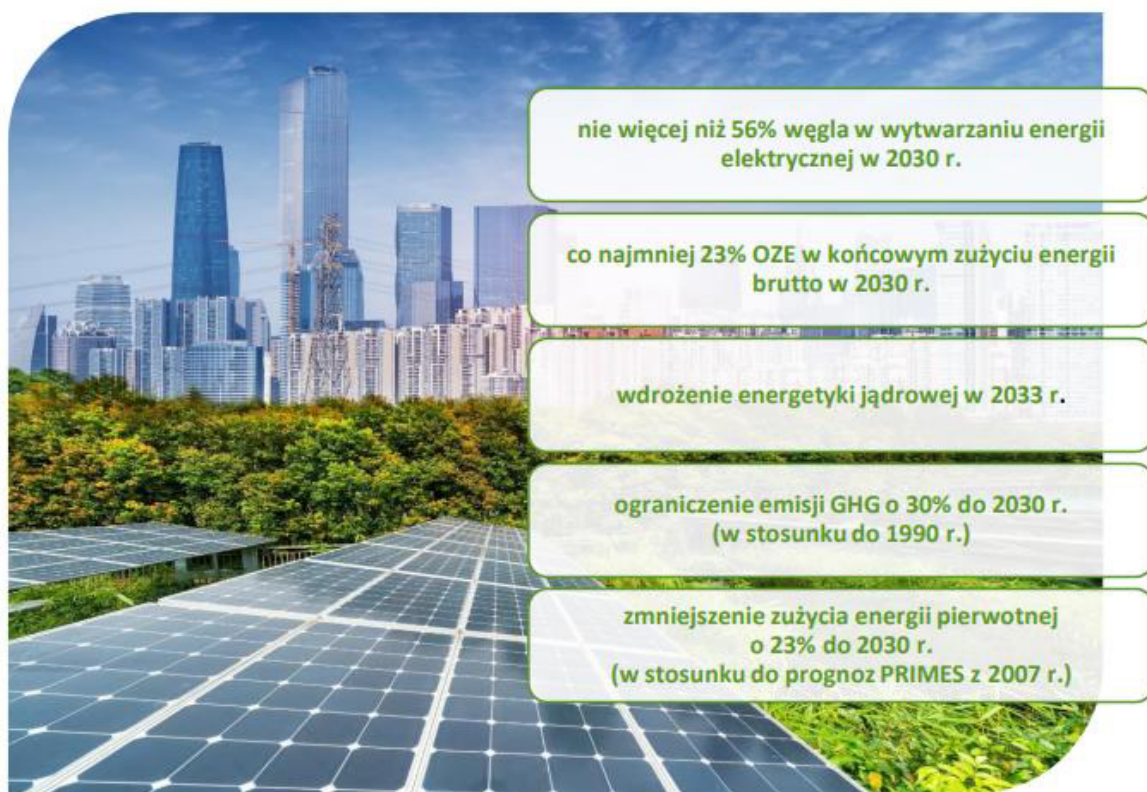 nie więcej niż 56% węgla w wytwarzaniu energii
elektrycznej w 2030 r.
co najmniej 23% OZE w końcowym zużyciu energii
brutto w 2030 r.
wdrożenie energetyki jądrowej w 2033 r.
ograniczenie emisji GHG o 30% do 2030 r.
(w stosunku do 1990 r.)
zmniejszenie zużycia energii pierwotnej
o 23% do 2030 r.
(w stosunku do prognoz PRIMES z 2007 r.)